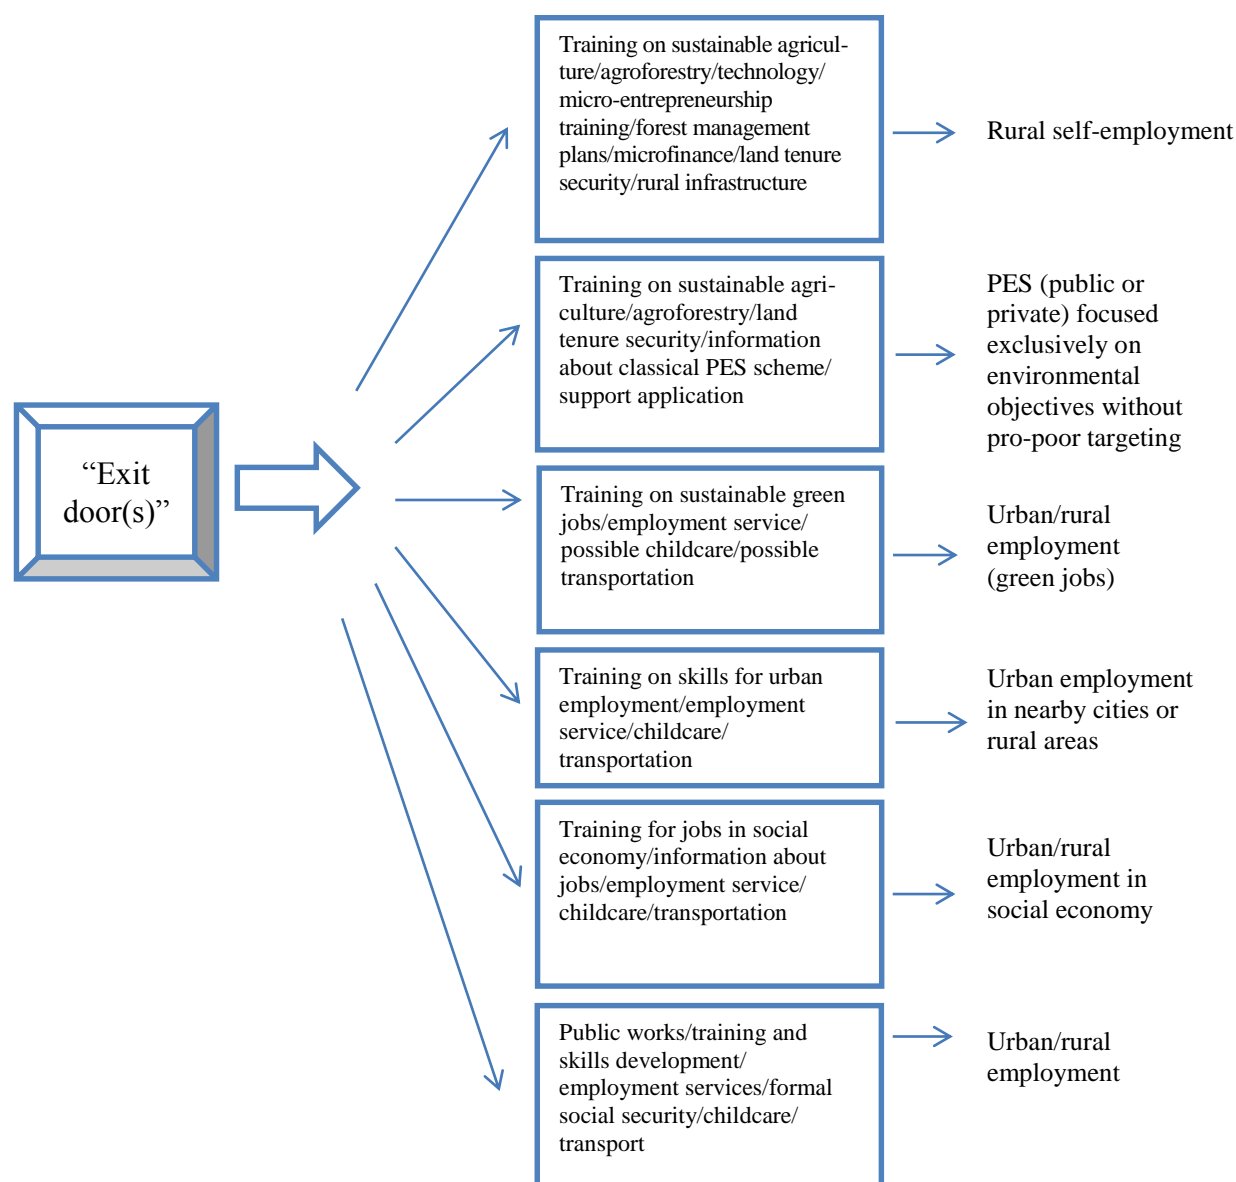 “Exit
door(s)”
Training on sustainable agricul-
ture/agroforestry/technology/
micro-entrepreneurship
training/forest management
plans/microfinance/land tenure
security/rural infrastructure
Rural self-employment
Training on sustainable agri-
culture/agroforestry/land
tenure security/information
about classical PES scheme/
support application
PES (public or
private) focused
exclusively on
environmental
objectives without
pro-poor targeting
Training on sustainable green
jobs/employment service/
possible childcare/possible
transportation
Urban/rural
employment
(green jobs)
Training on skills for urban
employment/employment
service/childcare/
transportation
Urban employment
in nearby cities or
rural areas
Training for jobs in social
economy/information about
jobs/employment service/
childcare/transportation
Urban/rural
employment in
social economy
Public works/training and
skills development/
employment services/formal
social security/childcare/
transport
Urban/rural
employment